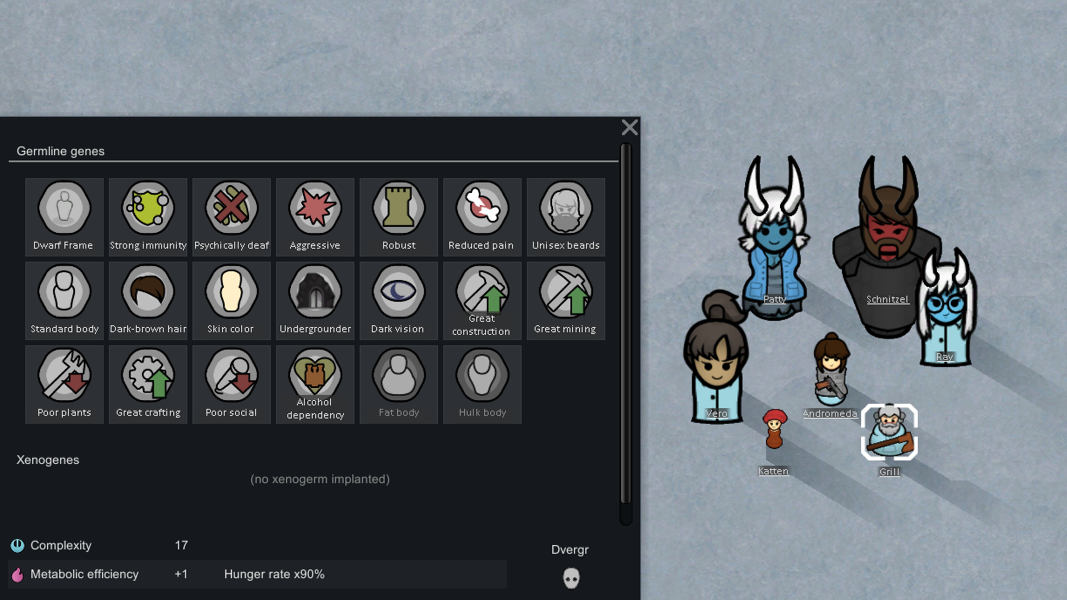 Germline genes
Dwarf Frame
Strong immunity
Psychically deaf
Aggressive
Robust
Reduced pain
Unisex beards
Standard body
Dark-brown hair
Skin color
Undergrounder
Dark vision
Great
construction
Great mining
Poor plants
Great crafting
Poor social
Alcohol
dependency
Fat body
Hulk body
Xenogenes
(no xenogerm implanted)
Complexity 17
Metabolic efficiency +1 Hunger rate x90%
Dvergr
Patty
Schnitzel
Ray
Vero
Andromeda
Katten
Grill